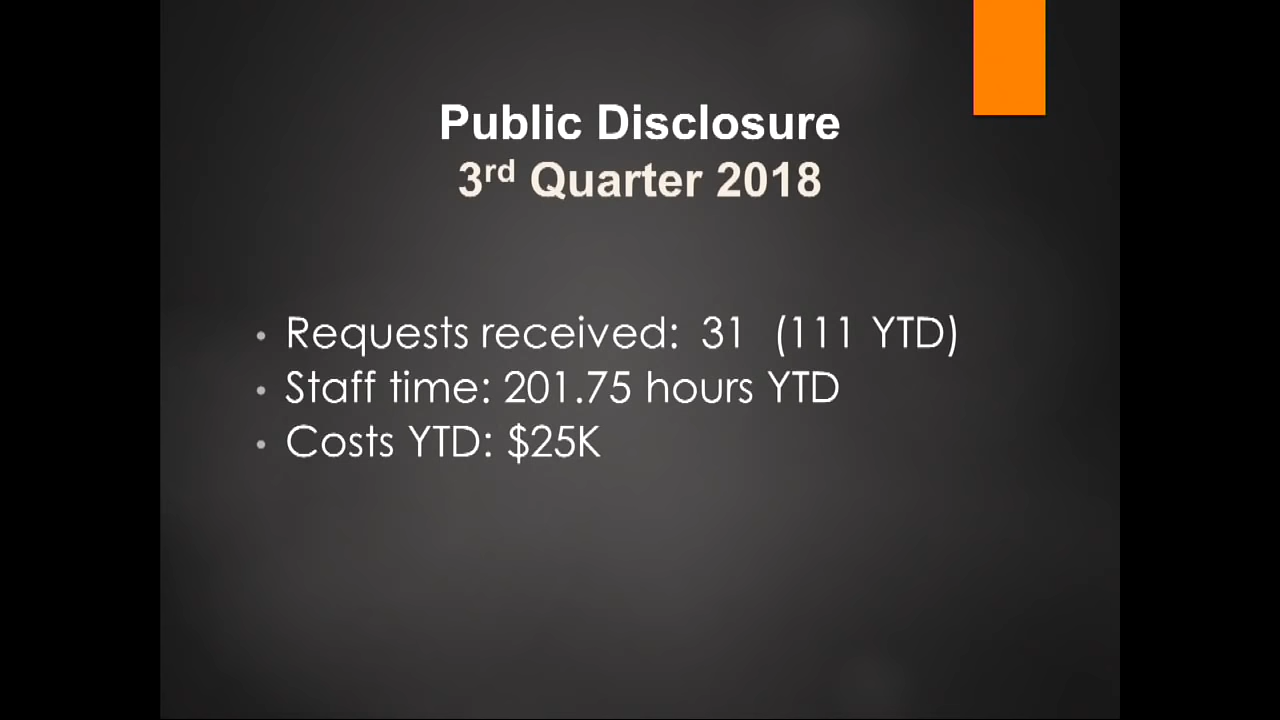 Public Disclosure
3rd Quarter 2018
• Requests received: 31 (111 YTD)
• Staff time: 201.75 hours YTD
• Costs YTD: $25K